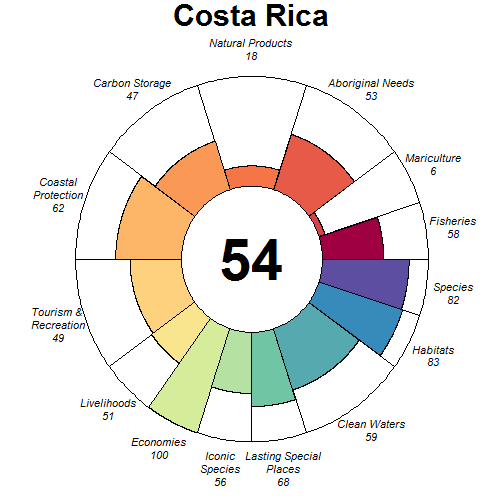 Costa Rica
Natural Products
18
Carbon Storage
47
Aboriginal Needs
53
Mariculture
6
Coastal
Protection
62
Fisheries
58
54
Species
82
Tourism &
Recreation
49
Habitats
83
Livelihoods
51
Clean Waters
59
Economies
100
Iconic
Species
56
Lasting Special
Places
68